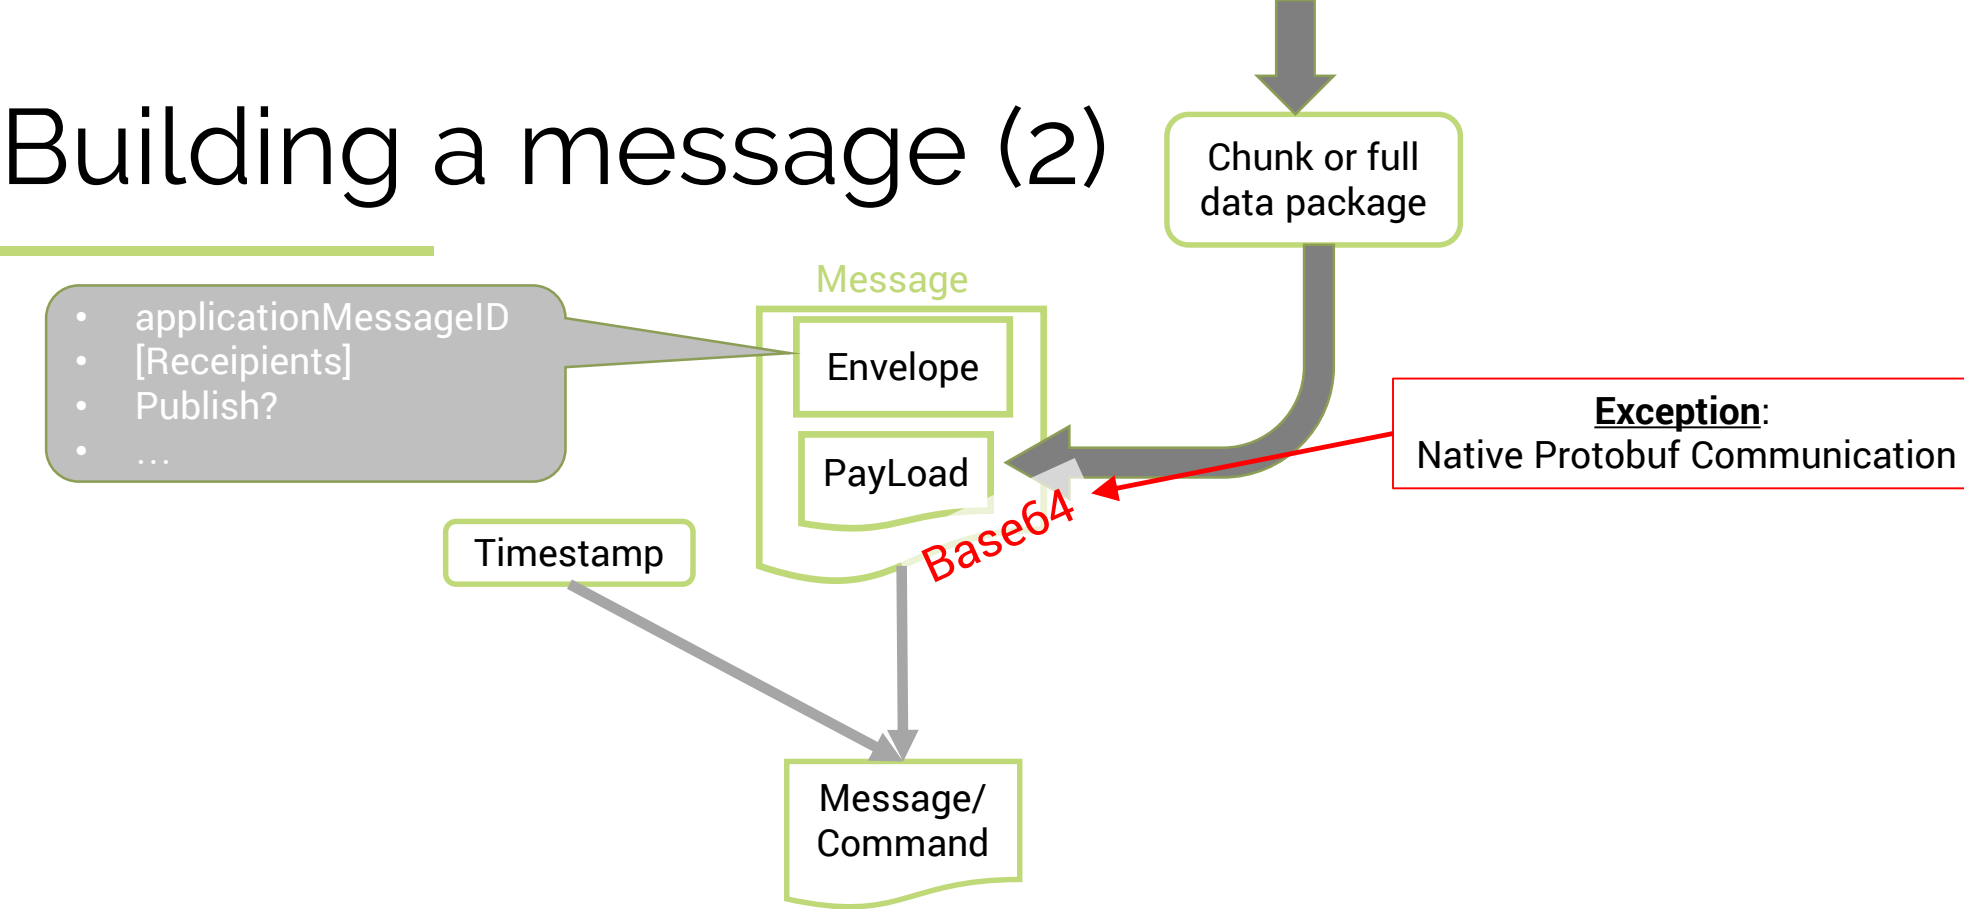 Building a message (2)
Chunk or full
data package
Message
• applicationMessageID
• [Receipients]
• Publish?
• ...
Envelope
PayLoad
Base64
Exception:
Native Protobuf Communication
Timestamp
Message/
Command